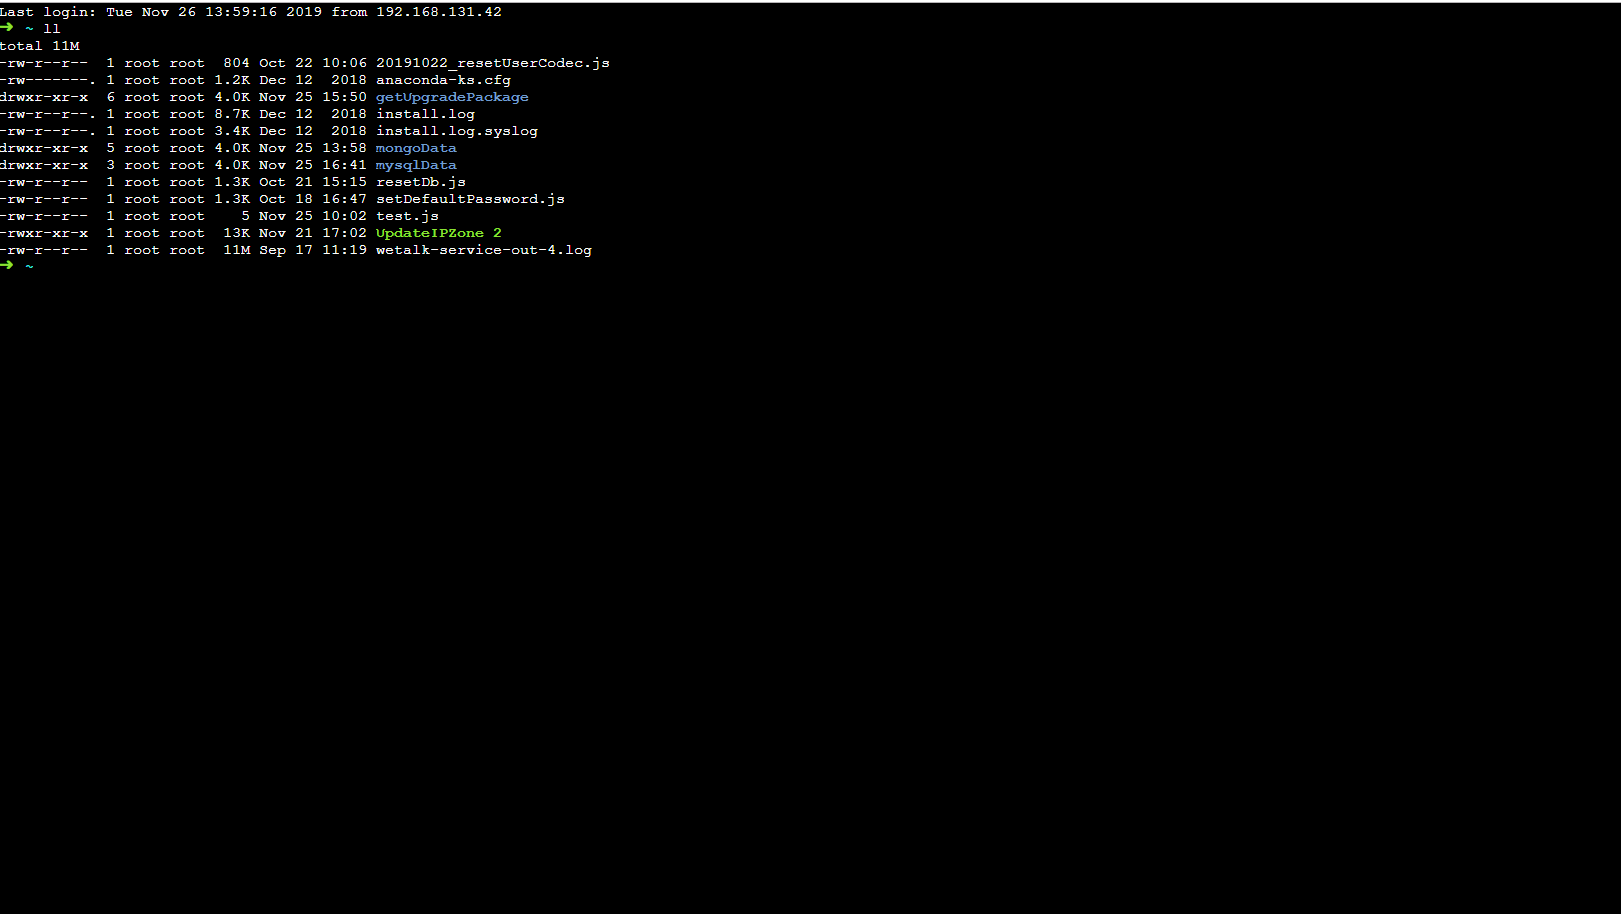 Last login: Tue Nov 26 13:59:16 2019 from 192.168.131.42
➜ ~ ll
total 11M
-rw-r--r-- 1 root root 804 Oct 22 10:06 20191022_resetUserCodec.js
-rw-------. 1 root root 1.2K Dec 12 2018 anaconda-ks.cfg
drwxr-xr-x 6 root root 4.0K Nov 25 15:50 getUpgradePackage
-rw-r--r--. 1 root root 8.7K Dec 12 2018 install.log
-rw-r--r--. 1 root root 3.4K Dec 12 2018 install.log.syslog
drwxr-xr-x 5 root root 4.0K Nov 25 13:58 mongoData
drwxr-xr-x 3 root root 4.0K Nov 25 16:41 mysqlData
-rw-r--r-- 1 root root 1.3K Oct 21 15:15 resetDb.js
-rw-r--r-- 1 root root 1.3K Oct 18 16:47 setDefaultPassword.js
-rw-r--r-- 1 root root 5 Nov 25 10:02 test.js
-rwxr-xr-x 1 root root 13K Nov 21 17:02 UpdateIPZone 2
-rw-r--r-- 1 root root 11M Sep 17 11:19 wetalk-service-out-4.log
➜ ~